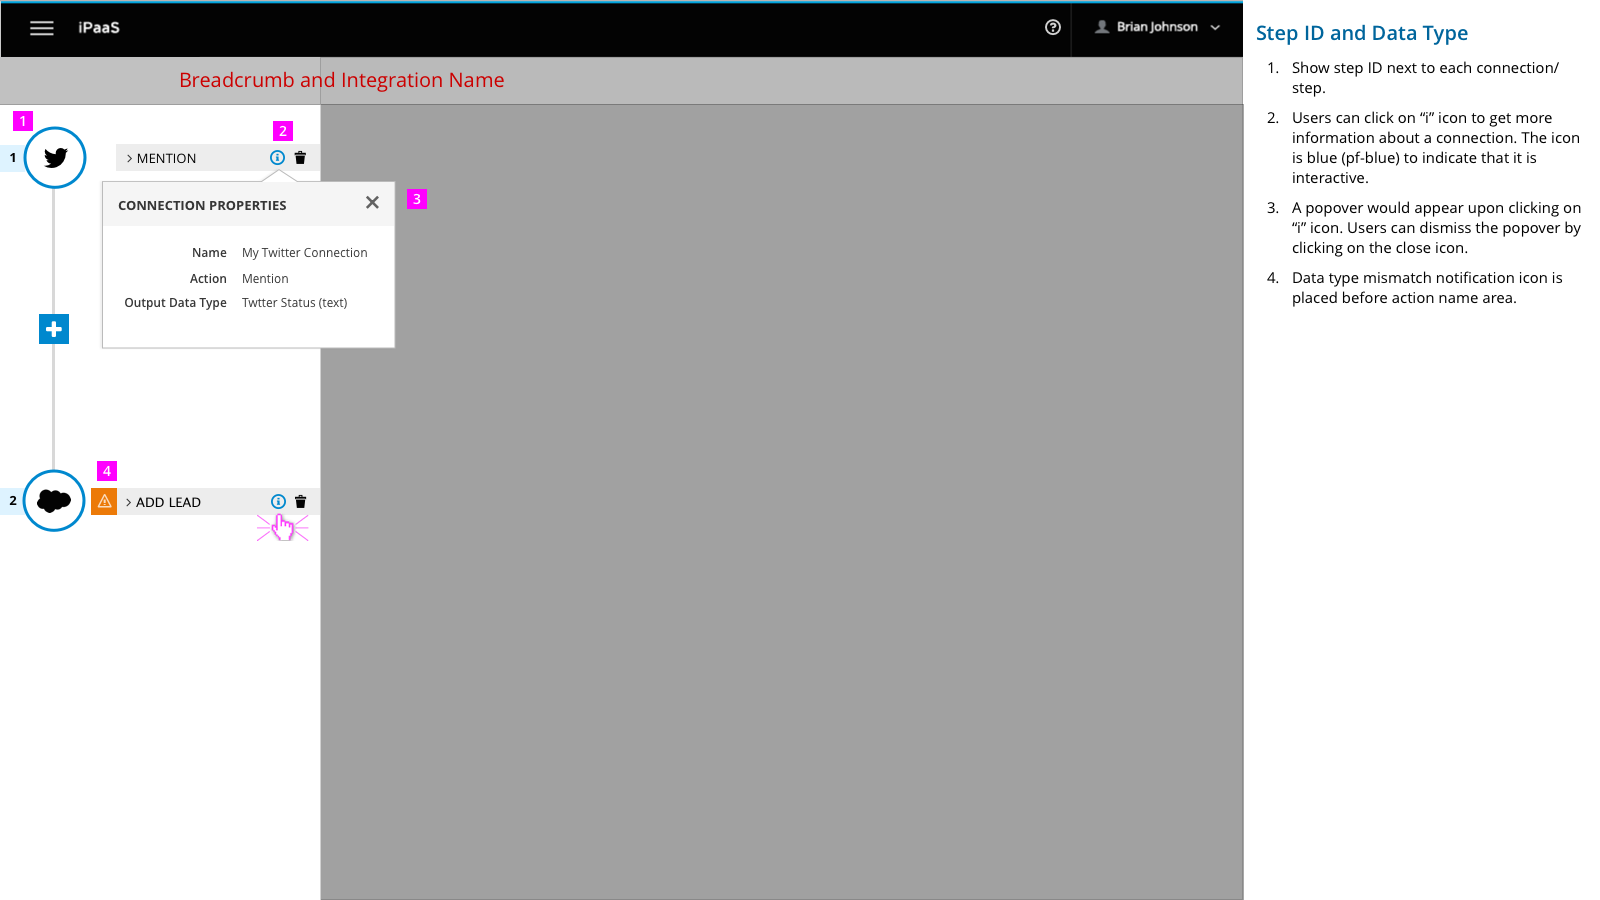 iPaaS
Brian Johnson
Breadcrumb and Integration Name
1
2
1
> MENTION
3
CONNECTION PROPERTIES
Name My Twitter Connection
Action Mention
Output Data Type Twtter Status (text)
4
2
> ADD LEAD
Step ID and Data Type
1. Show step ID next to each connection/
step.
2. Users can click on “i” icon to get more
information about a connection. The icon
is blue (pf-blue) to indicate that it is
interactive.
3. A popover would appear upon clicking on
“i” icon. Users can dismiss the popover by
clicking on the close icon.
4. Data type mismatch notification icon is
placed before action name area.